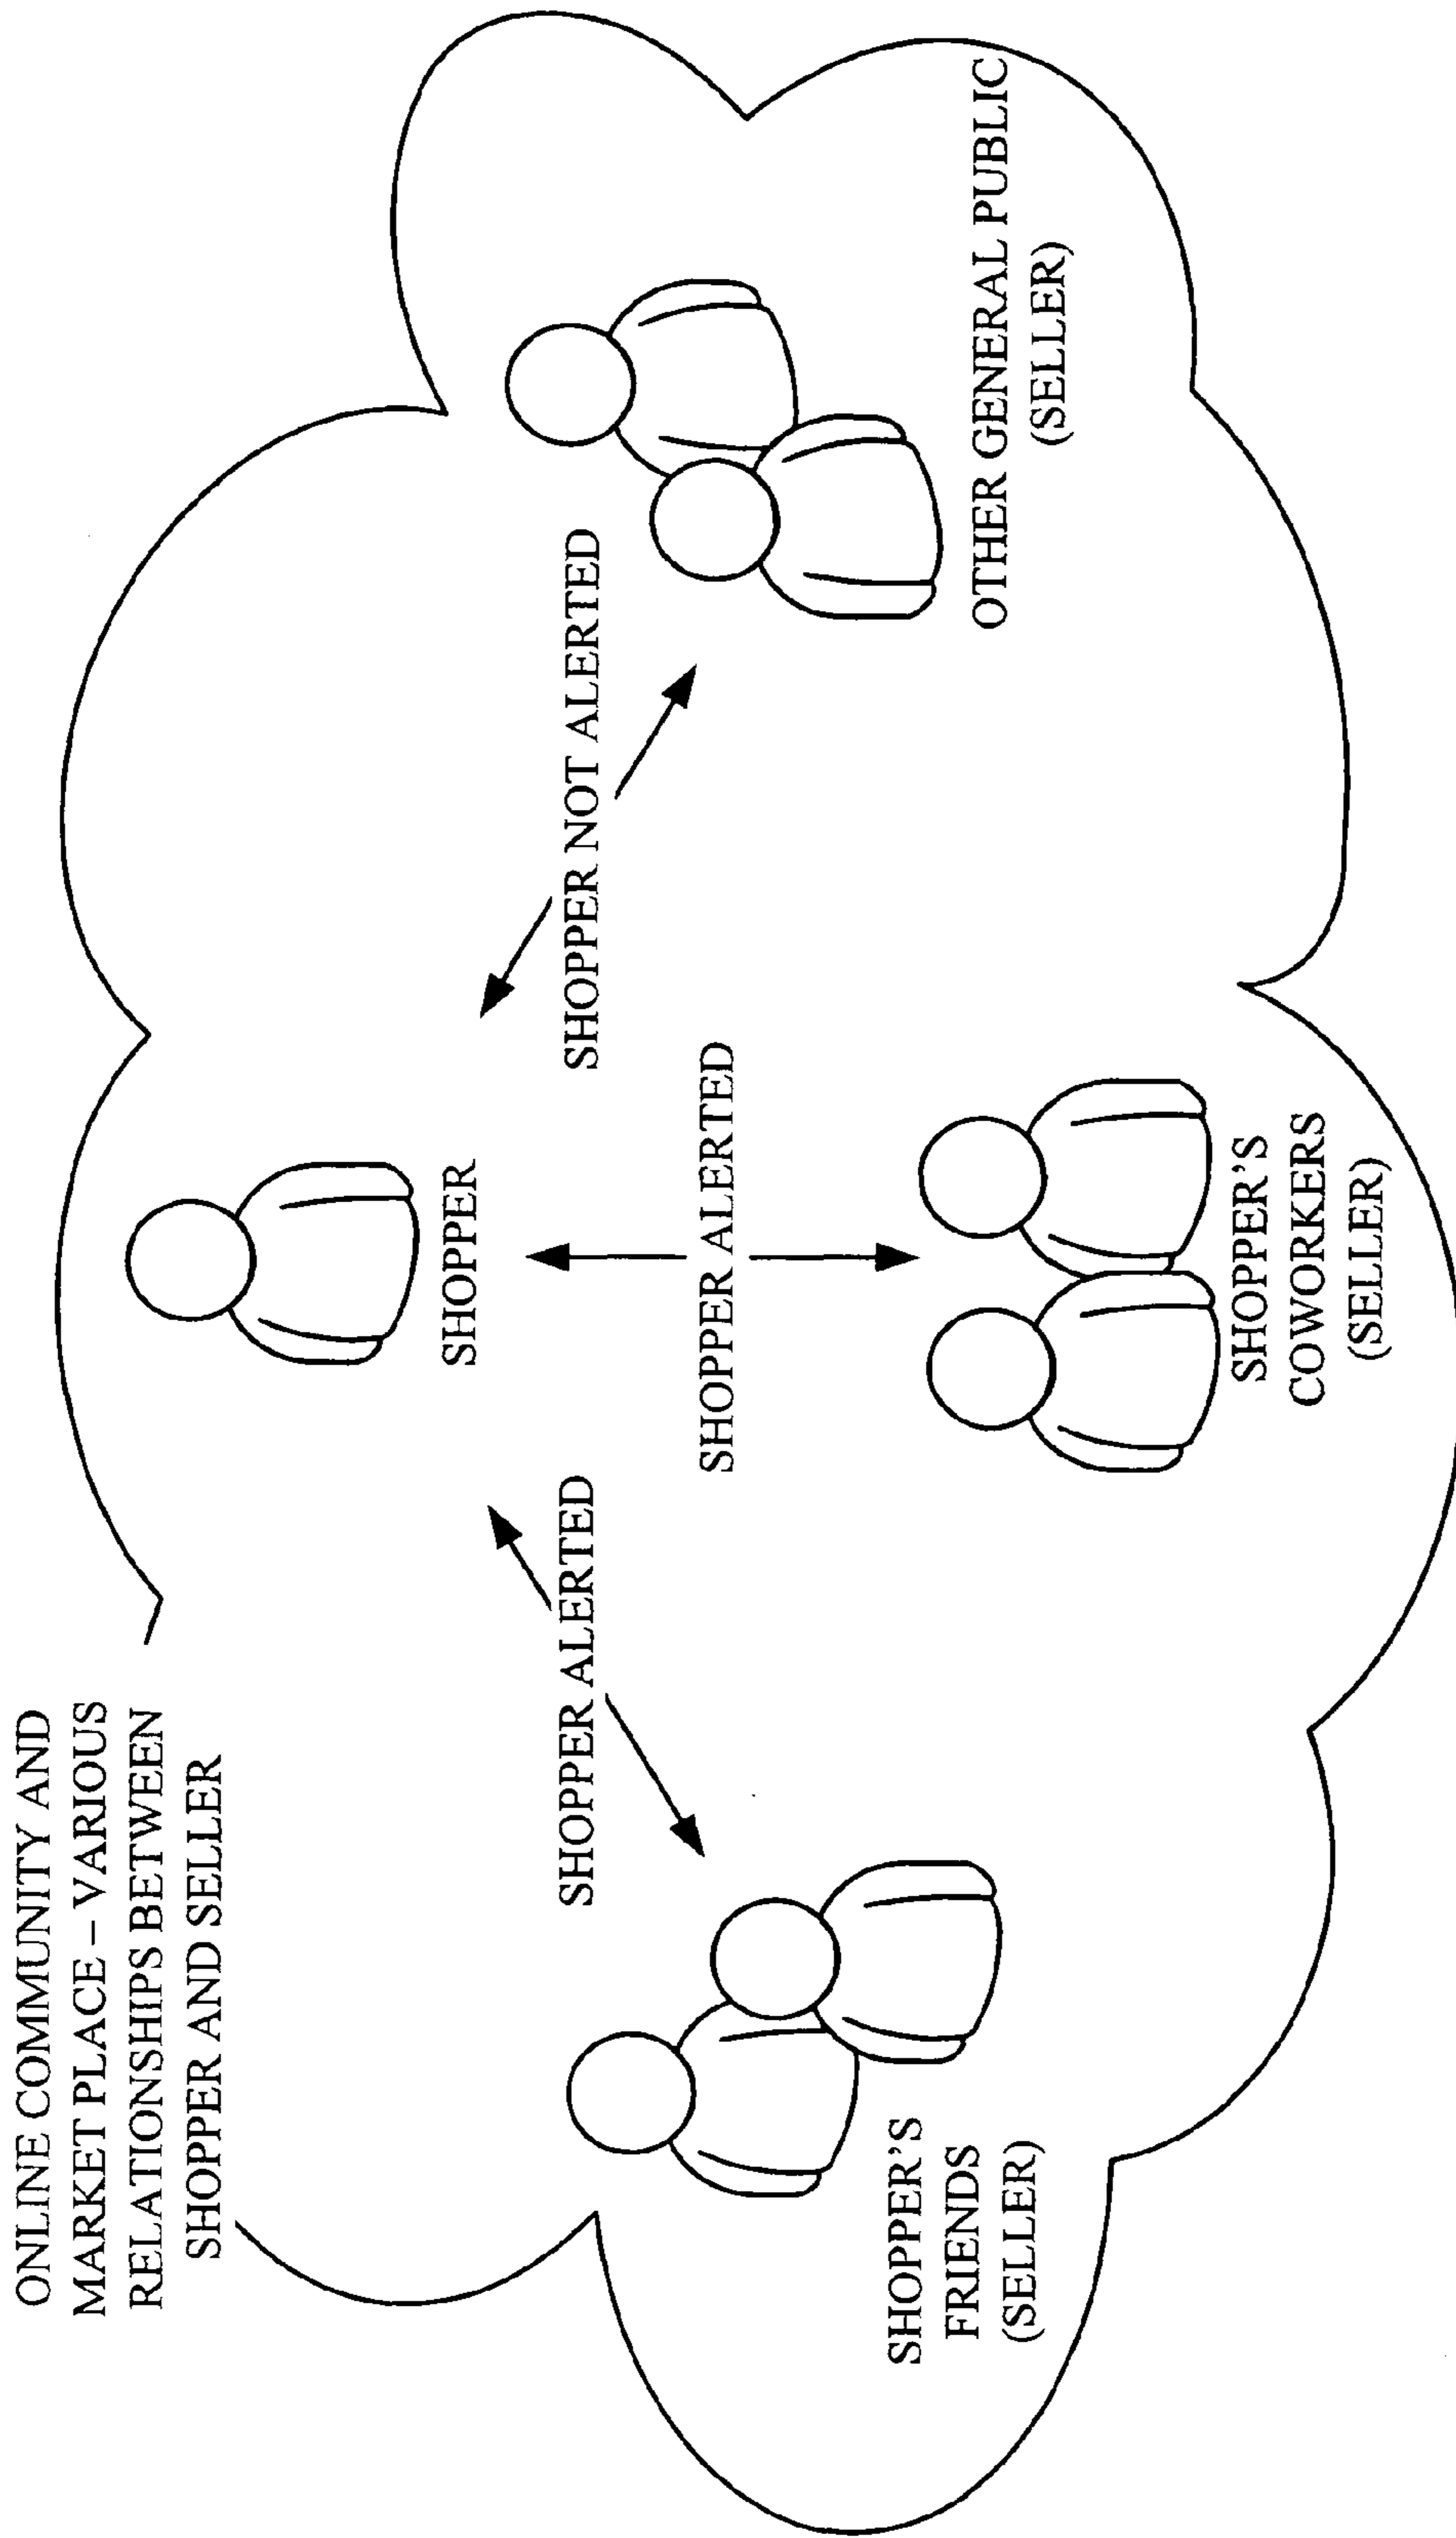 ONLINE COMMUNITY AND
MARKET PLACE – VARIOUS
RELATIONSHIPS BETWEEN
SHOPPER AND SELLER
SHOPPER
SHOPPER ALERTED
SHOPPER NOT ALERTED
SHOPPER ALERTED
SHOPPER'S
FRIENDS
(SELLER)
SHOPPER'S
COWORKERS
(SELLER)
OTHER GENERAL PUBLIC
(SELLER)